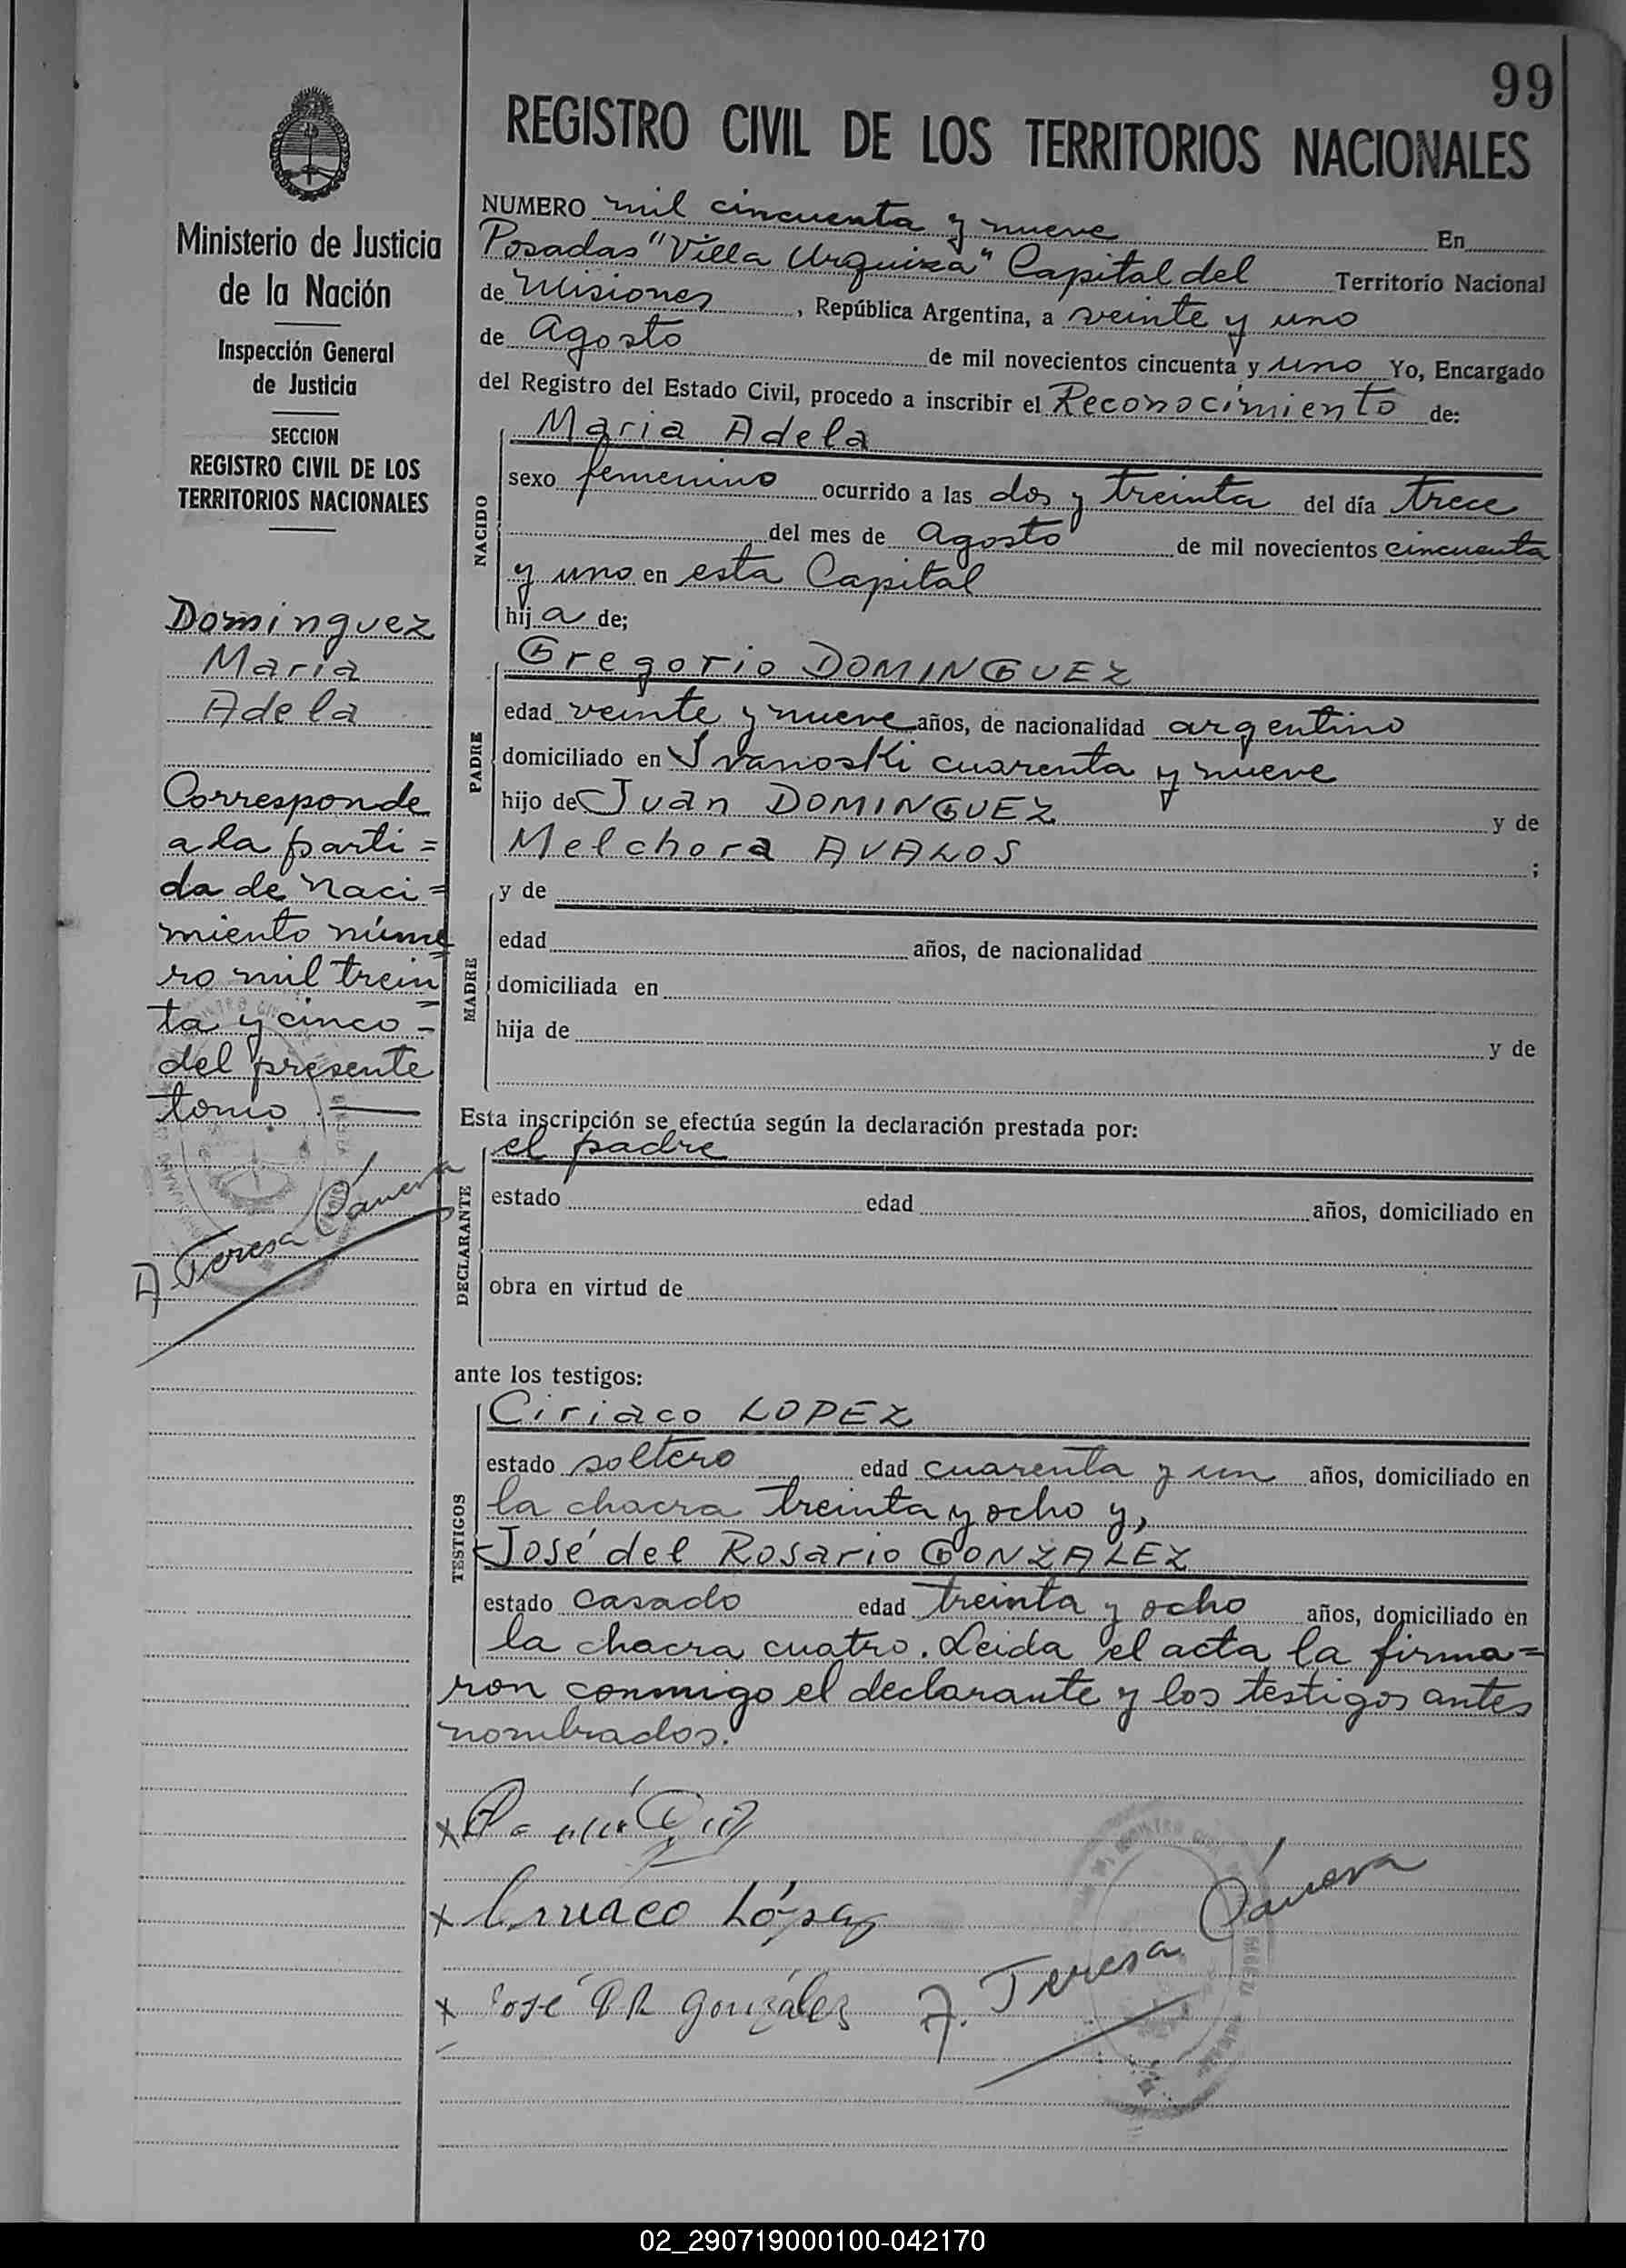 99
REGISTRO CIVIL DE LOS TERRITORIOS NACIONALES
Ministerio de Justicia
de la Nación
Inspección General
de Justicia
SECCION
REGISTRO CIVIL DE LOS
TERRITORIOS NACIONALES
Dominguez
Maria
Adela
Corresponde
a la parti=
da de naci=
miento núme=
ro mil trein=
ta y cinco=
del presente
tomo.
A Teresa Cáneva
NUMERO mil cincuenta y nueve En
Posadas "Villa Urquiza" Capital del Territorio Nacional
de Misiones, República Argentina, a veinte y uno
de Agosto de mil novecientos cincuenta y uno Yo, Encargado
del Registro del Estado Civil, procedo a inscribir el Reconocimiento de:
NACIDO
Maria Adela
sexo femenino ocurrido a las dos y treinta del día trece
del mes de Agosto de mil novecientos cincuenta
y uno en esta Capital
hija de;
PADRE
Gregorio DOMINGUEZ
edad veinte y nueve años, de nacionalidad argentino
domiciliado en Ivanoski cuarenta y nueve
hijo de Juan DOMINGUEZ y de
Melchora AVALOS ;
MADRE
y de
edad años, de nacionalidad
domiciliada en
hija de y de
Esta inscripción se efectúa según la declaración prestada por:
DECLARANTE
el padre
estado edad años, domiciliado en
obra en virtud de
ante los testigos:
TESTIGOS
Ciriaco LOPEZ
estado soltero edad cuarenta y un años, domiciliado en
la chacra treinta y ocho y,
José del Rosario GONZALEZ
estado casado edad treinta y ocho años, domiciliado en
la chacra cuatro. Leida el acta la firma=
ron conmigo el declarante y los testigos antes
nombrados.
x Ciriaco López
x José DR González A. Teresa Cáneva
02_290719000100-042170